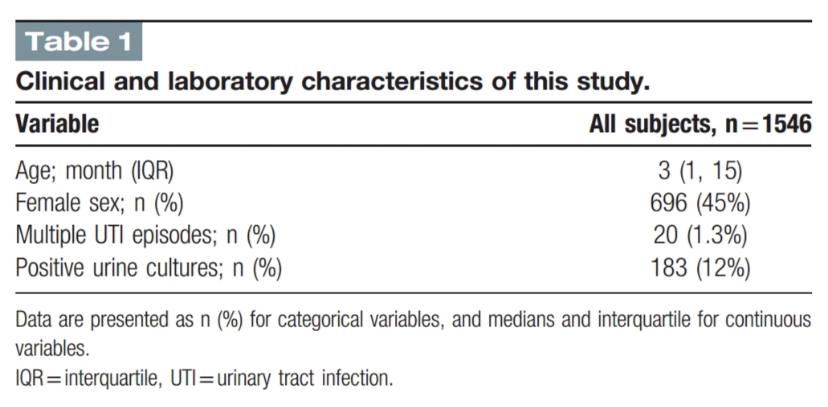 Table 1
Clinical and laboratory characteristics of this study.
Variable All subjects, n=1546
Age; month (IQR) 3 (1, 15)
Female sex; n (%) 696 (45%)
Multiple UTI episodes; n (%) 20 (1.3%)
Positive urine cultures; n (%) 183 (12%)
Data are presented as n (%) for categorical variables, and medians and interquartile for continuous
variables.
IQR=interquartile, UTI=urinary tract infection.